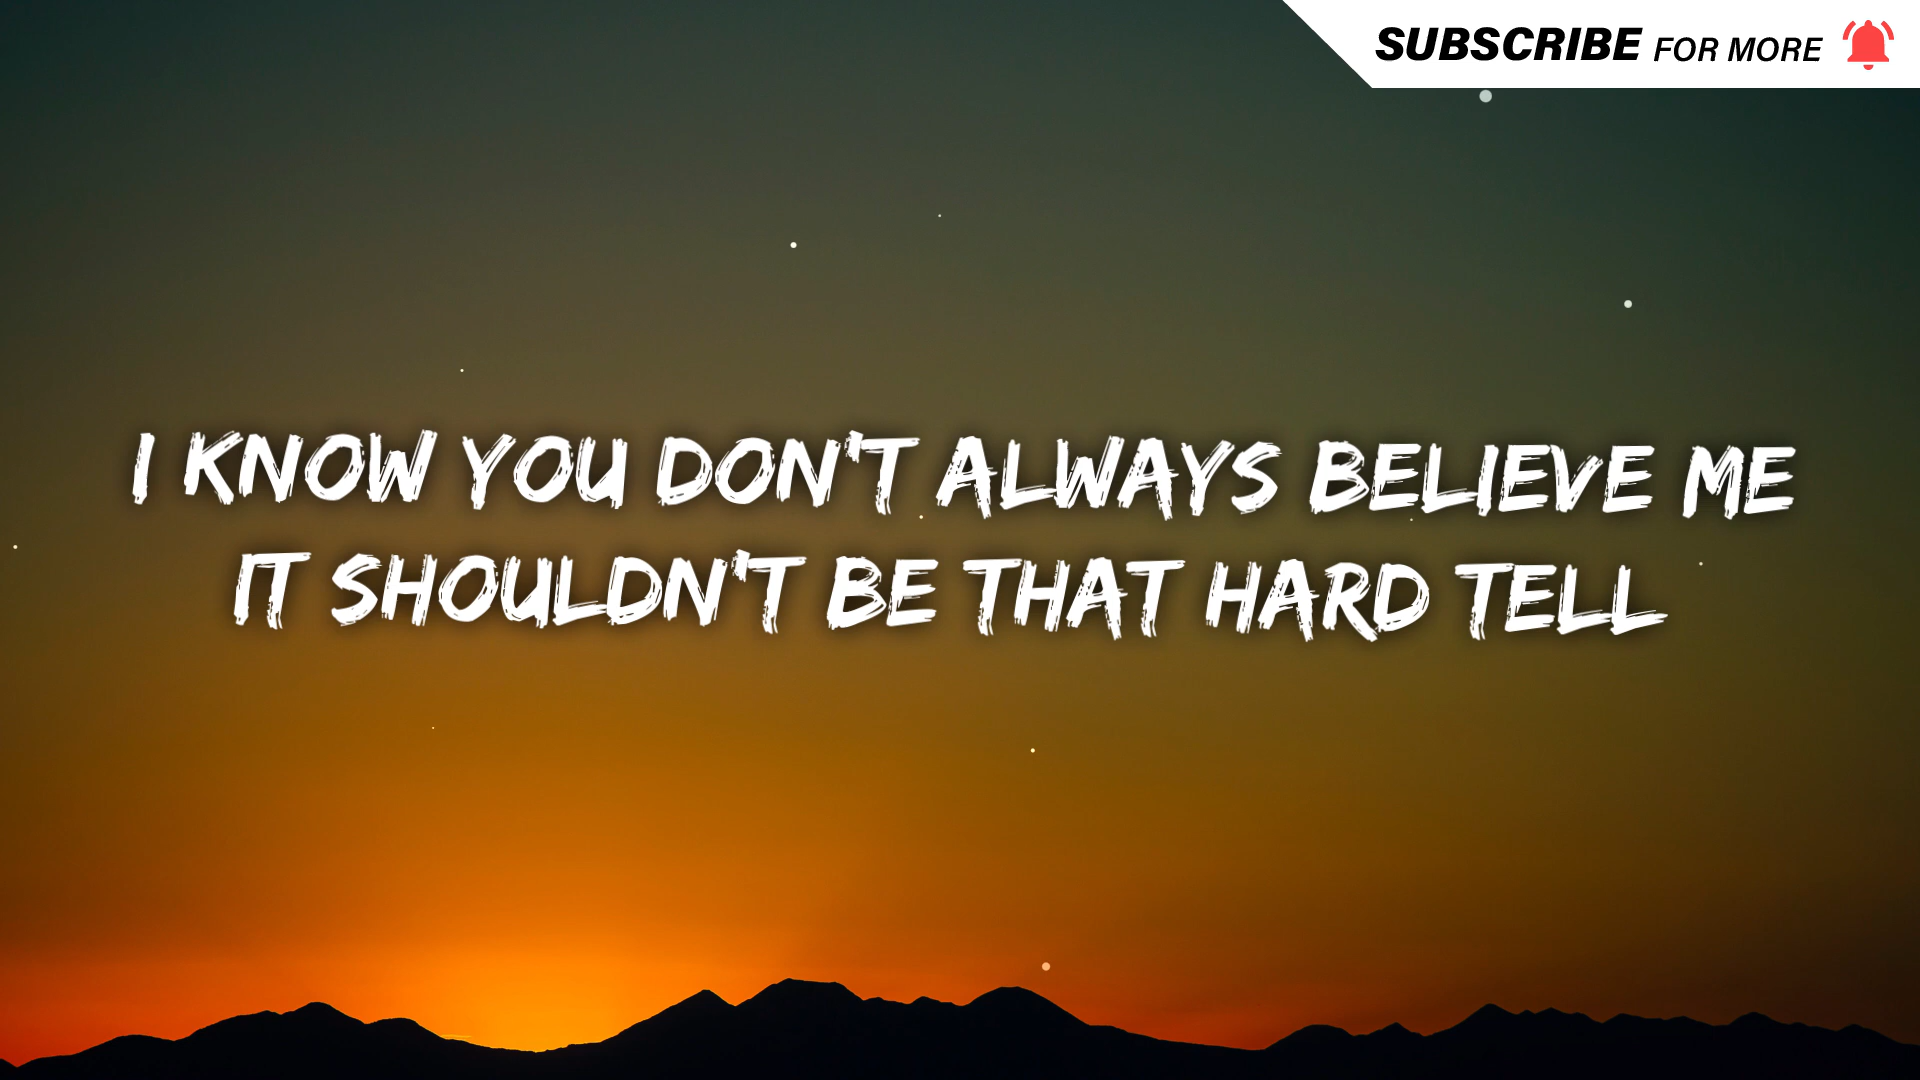 SUBSCRIBE FOR MORE
I KNOW YOU DON'T ALWAYS BELIEVE ME
IT SHOULDN'T BE THAT HARD TELL